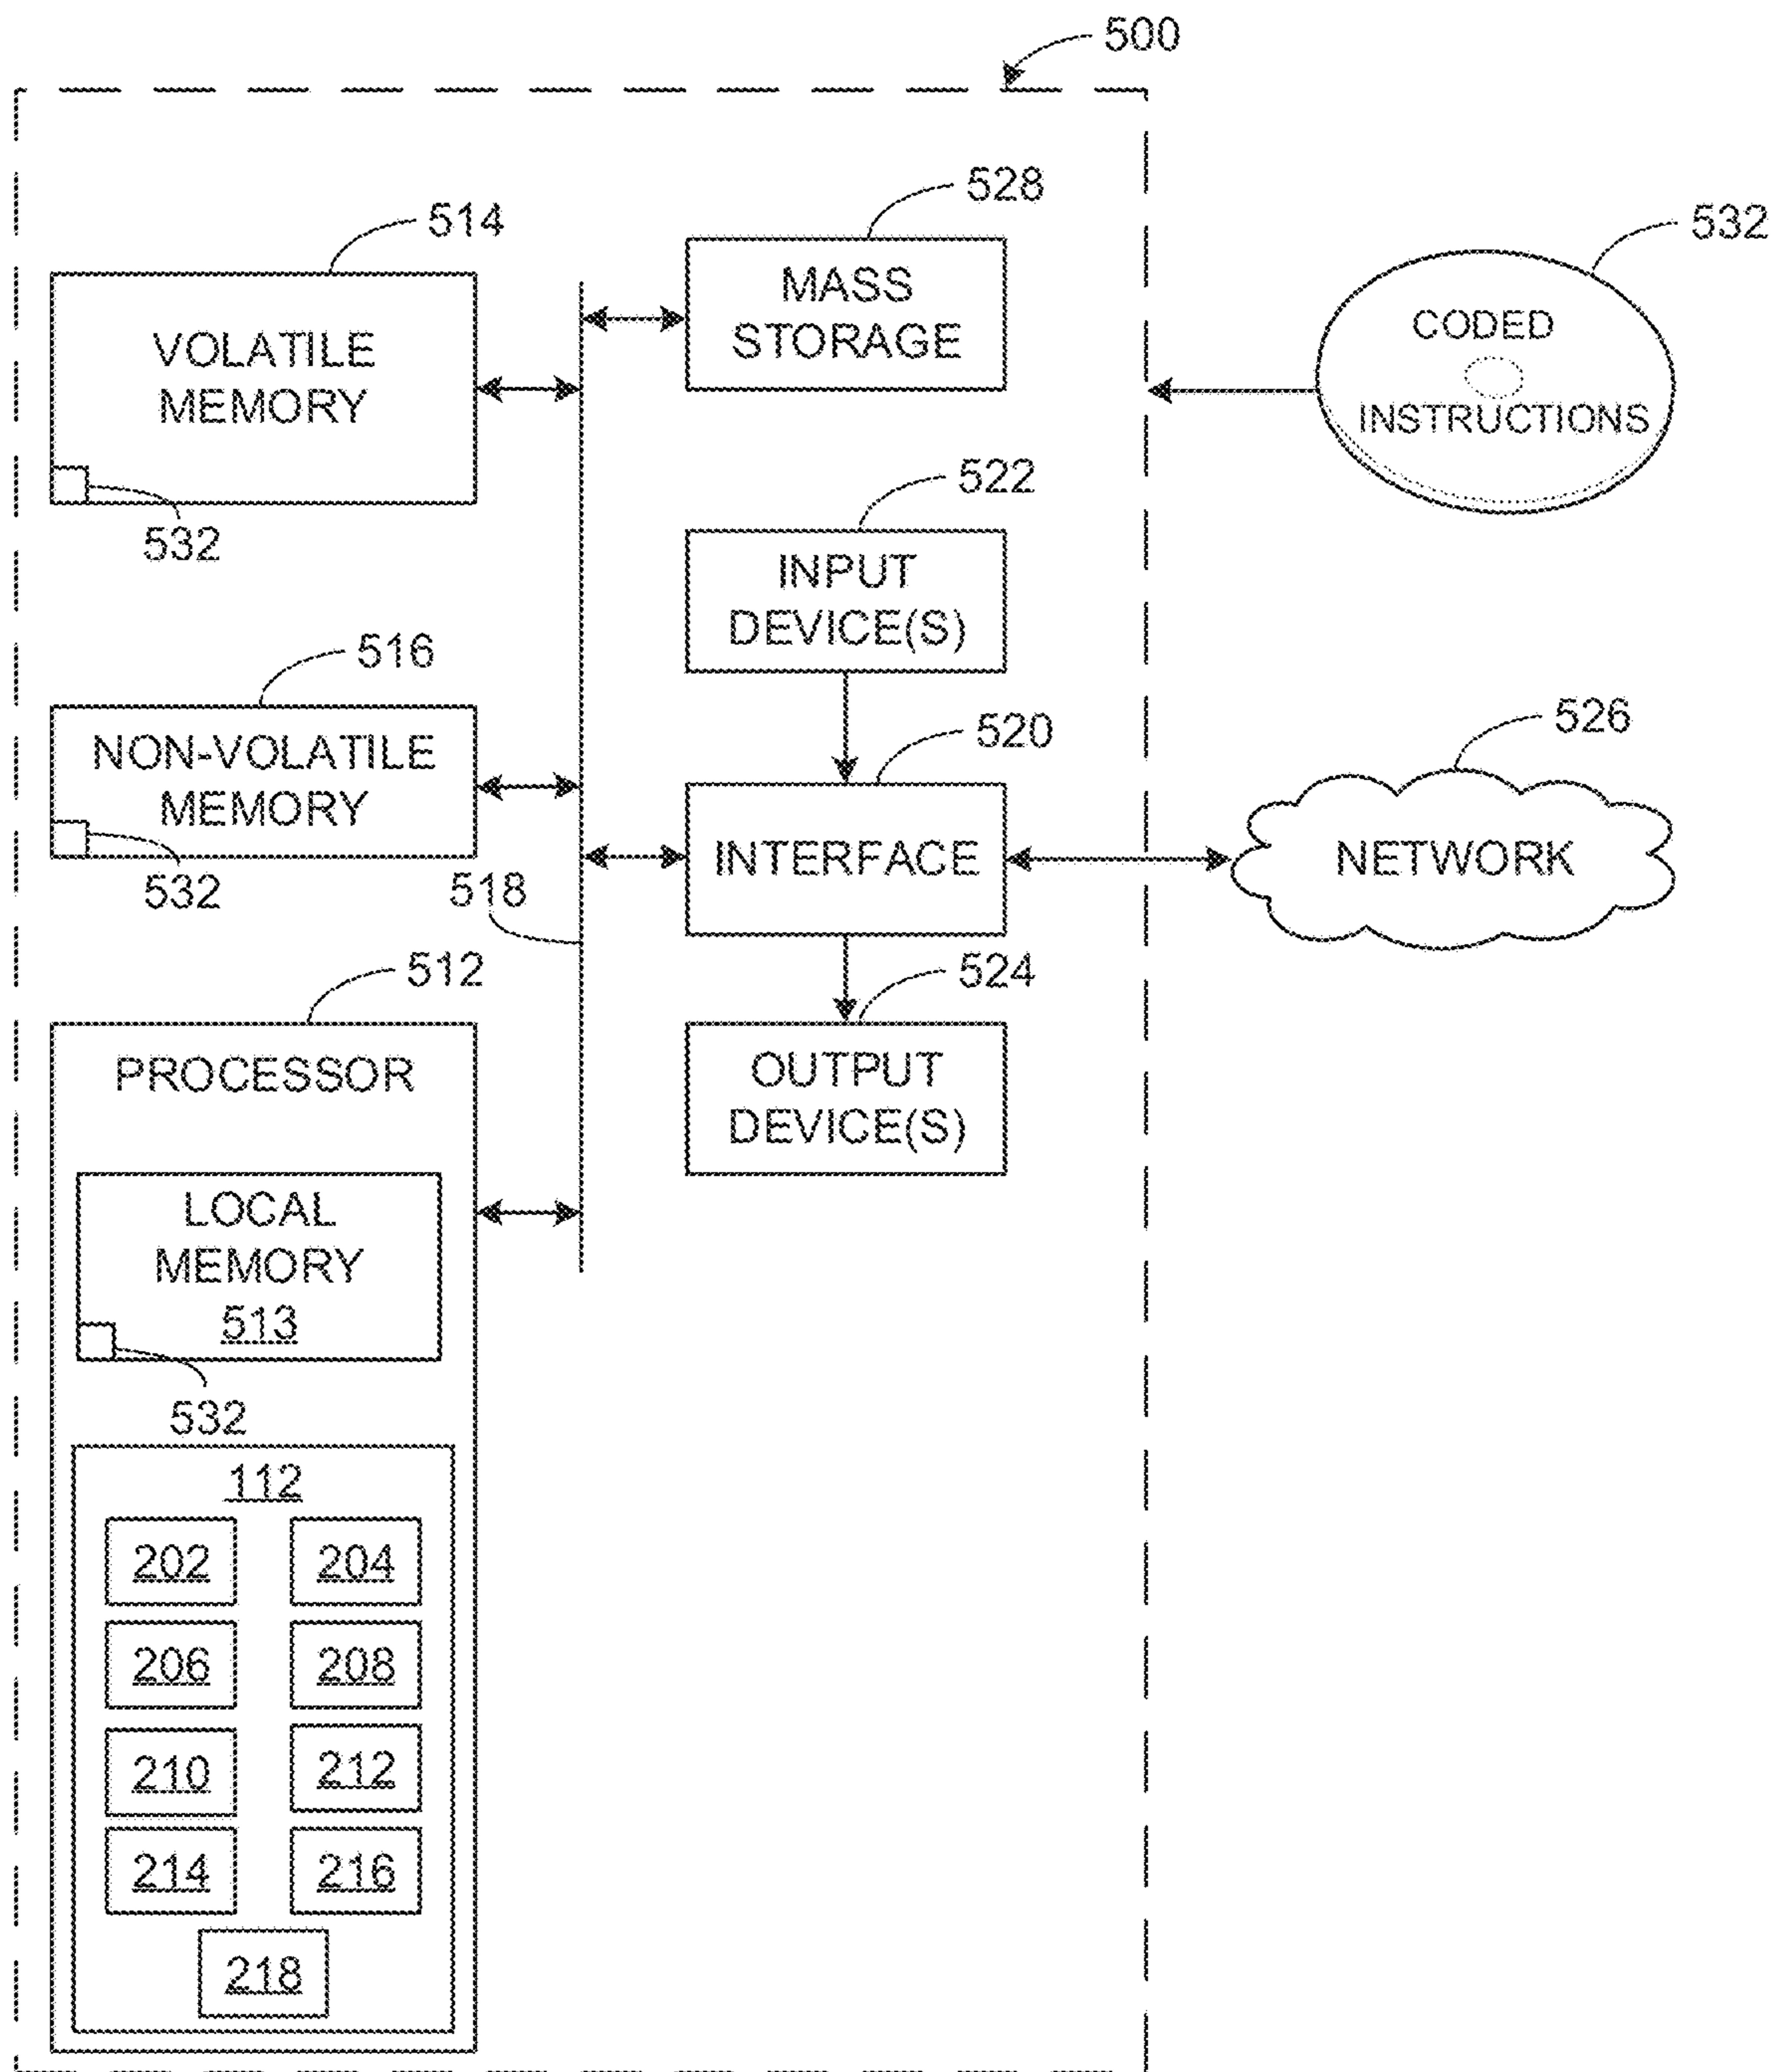 500
528
514
532
MASS
STORAGE
VOLATILE
MEMORY
CODED
INSTRUCTIONS
532
522
INPUT
DEVICE(S)
516
526
520
NON-VOLATILE
MEMORY
INTERFACE
NETWORK
532
518
512
524
PROCESSOR
OUTPUT
DEVICE(S)
LOCAL
MEMORY
513
532
112
202
204
206
208
210
212
214
216
218